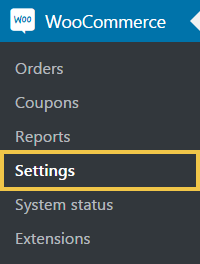 Woo WooCommerce
Orders
Coupons
Reports
Settings
System status
Extensions